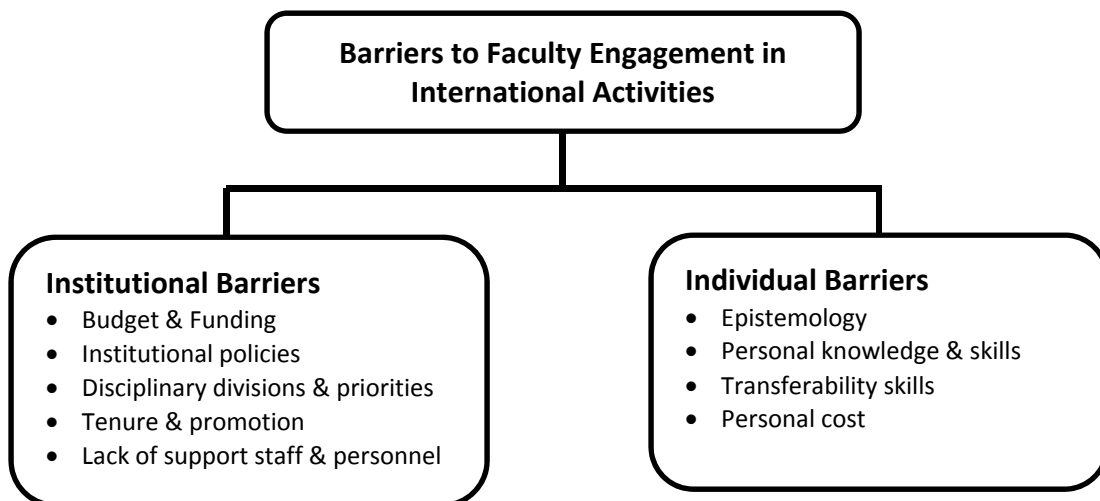 Barriers to Faculty Engagement in
International Activities
Institutional Barriers
• Budget & Funding
• Institutional policies
• Disciplinary divisions & priorities
• Tenure & promotion
• Lack of support staff & personnel
Individual Barriers
• Epistemology
• Personal knowledge & skills
• Transferability skills
• Personal cost